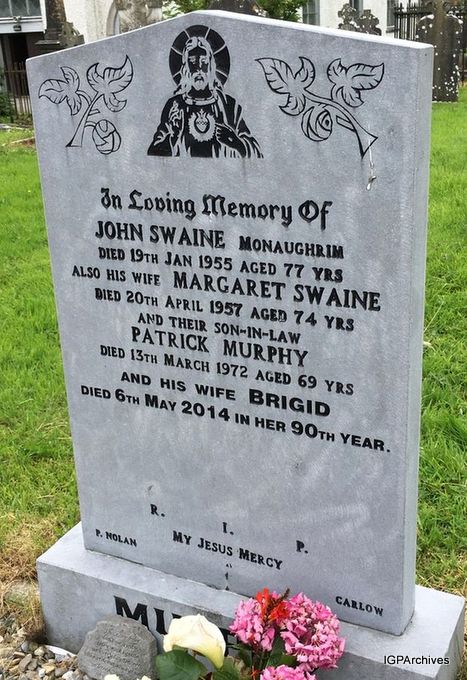 In Loving Memory Of
JOHN SWAINE MONAUGHRIM
DIED 19TH JAN 1955 AGED 77 YRS
ALSO HIS WIFE MARGARET SWAINE
DIED 20TH APRIL 1957 AGED 74 YRS
AND THEIR SON-IN-LAW
PATRICK MURPHY
DIED 13TH MARCH 1972 AGED 69 YRS
AND HIS WIFE BRIGID
DIED 6TH MAY 2014 IN HER 90TH YEAR.
R. I. P.
P. NOLAN
MY JESUS MERCY
CARLOW
IGPArchives